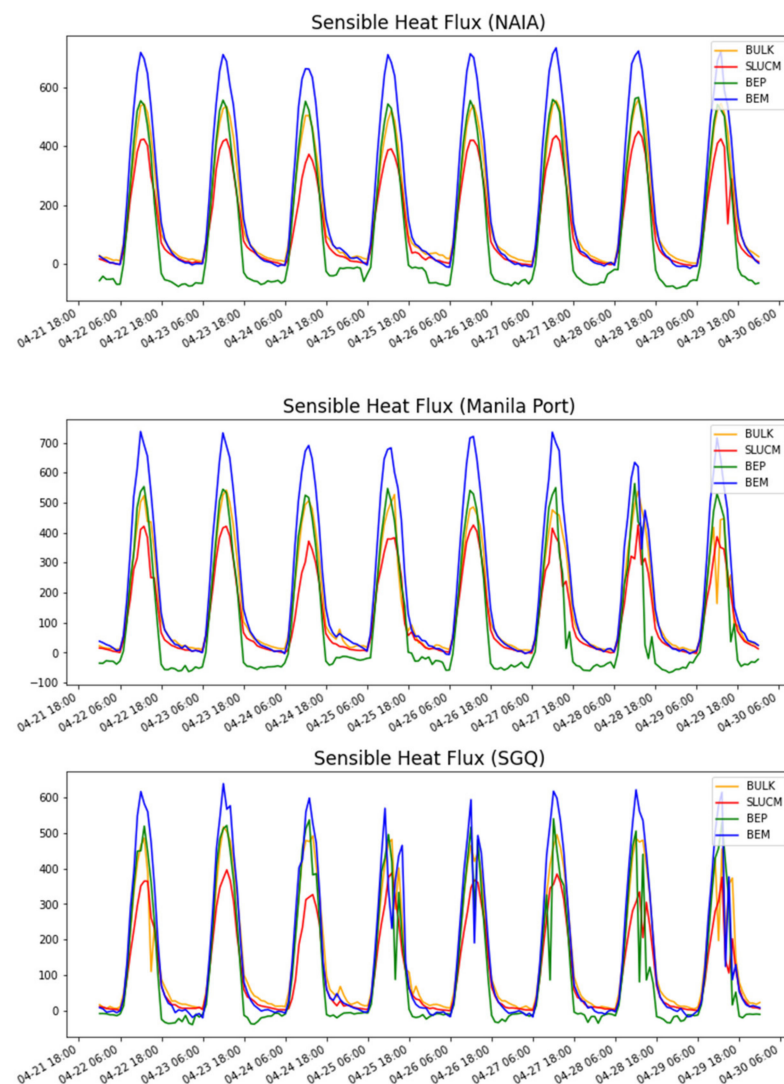 Sensible Heat Flux (NAIA)
BULK
SLUCM
BEP
BEM
600
400
200
0
04-21 18:00 04-22 06:00 04-22 18:00 04-23 06:00 04-23 18:00 04-24 06:00 04-24 18:00 04-25 06:00 04-25 18:00 04-26 06:00 04-26 18:00 04-27 06:00 04-27 18:00 04-28 06:00 04-28 18:00 04-29 06:00 04-29 18:00 04-30 06:00
Sensible Heat Flux (Manila Port)
BULK
SLUCM
BEP
BEM
700
600
500
400
300
200
100
0
−100
04-21 18:00 04-22 06:00 04-22 18:00 04-23 06:00 04-23 18:00 04-24 06:00 04-24 18:00 04-25 06:00 04-25 18:00 04-26 06:00 04-26 18:00 04-27 06:00 04-27 18:00 04-28 06:00 04-28 18:00 04-29 06:00 04-29 18:00 04-30 06:00
Sensible Heat Flux (SGQ)
BULK
SLUCM
BEP
BEM
600
500
400
300
200
100
0
04-21 18:00 04-22 06:00 04-22 18:00 04-23 06:00 04-23 18:00 04-24 06:00 04-24 18:00 04-25 06:00 04-25 18:00 04-26 06:00 04-26 18:00 04-27 06:00 04-27 18:00 04-28 06:00 04-28 18:00 04-29 06:00 04-29 18:00 04-30 06:00